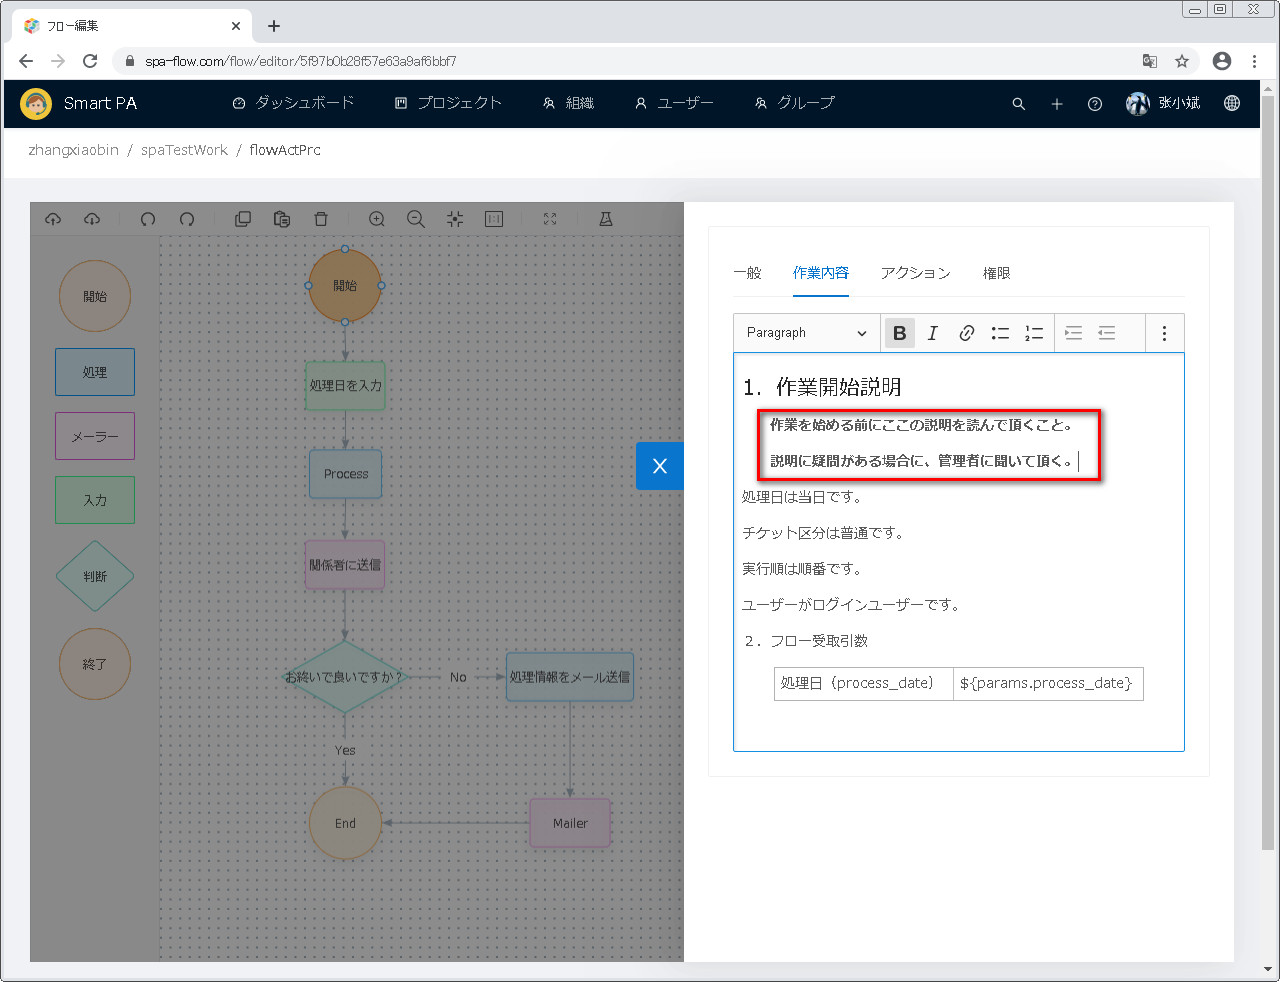 フロー編集
spa-flow.com/flow/editor/5f97b0b28f57e63a9af6bbf7
Smart PA
ダッシュボード
プロジェクト
組織
ユーザー
グループ
张小斌
zhangxiaobin / spaTestWork / flowActPrc
開始
処理
メーラー
入力
判断
終了
開始
処理日を入力
Process
関係者に送信
お終いで良いですか？
No
処理情報をメール送信
Yes
End
Mailer
X
一般
作業内容
アクション
権限
Paragraph
B
I
1. 作業開始説明
作業を始める前にここの説明を読んで頂くこと。
説明に疑問がある場合に、管理者に聞いて頂く。
処理日は当日です。
チケット区分は普通です。
実行順は順番です。
ユーザーがログインユーザーです。
２．フロー受取引数
処理日（process_date）
${params.process_date}